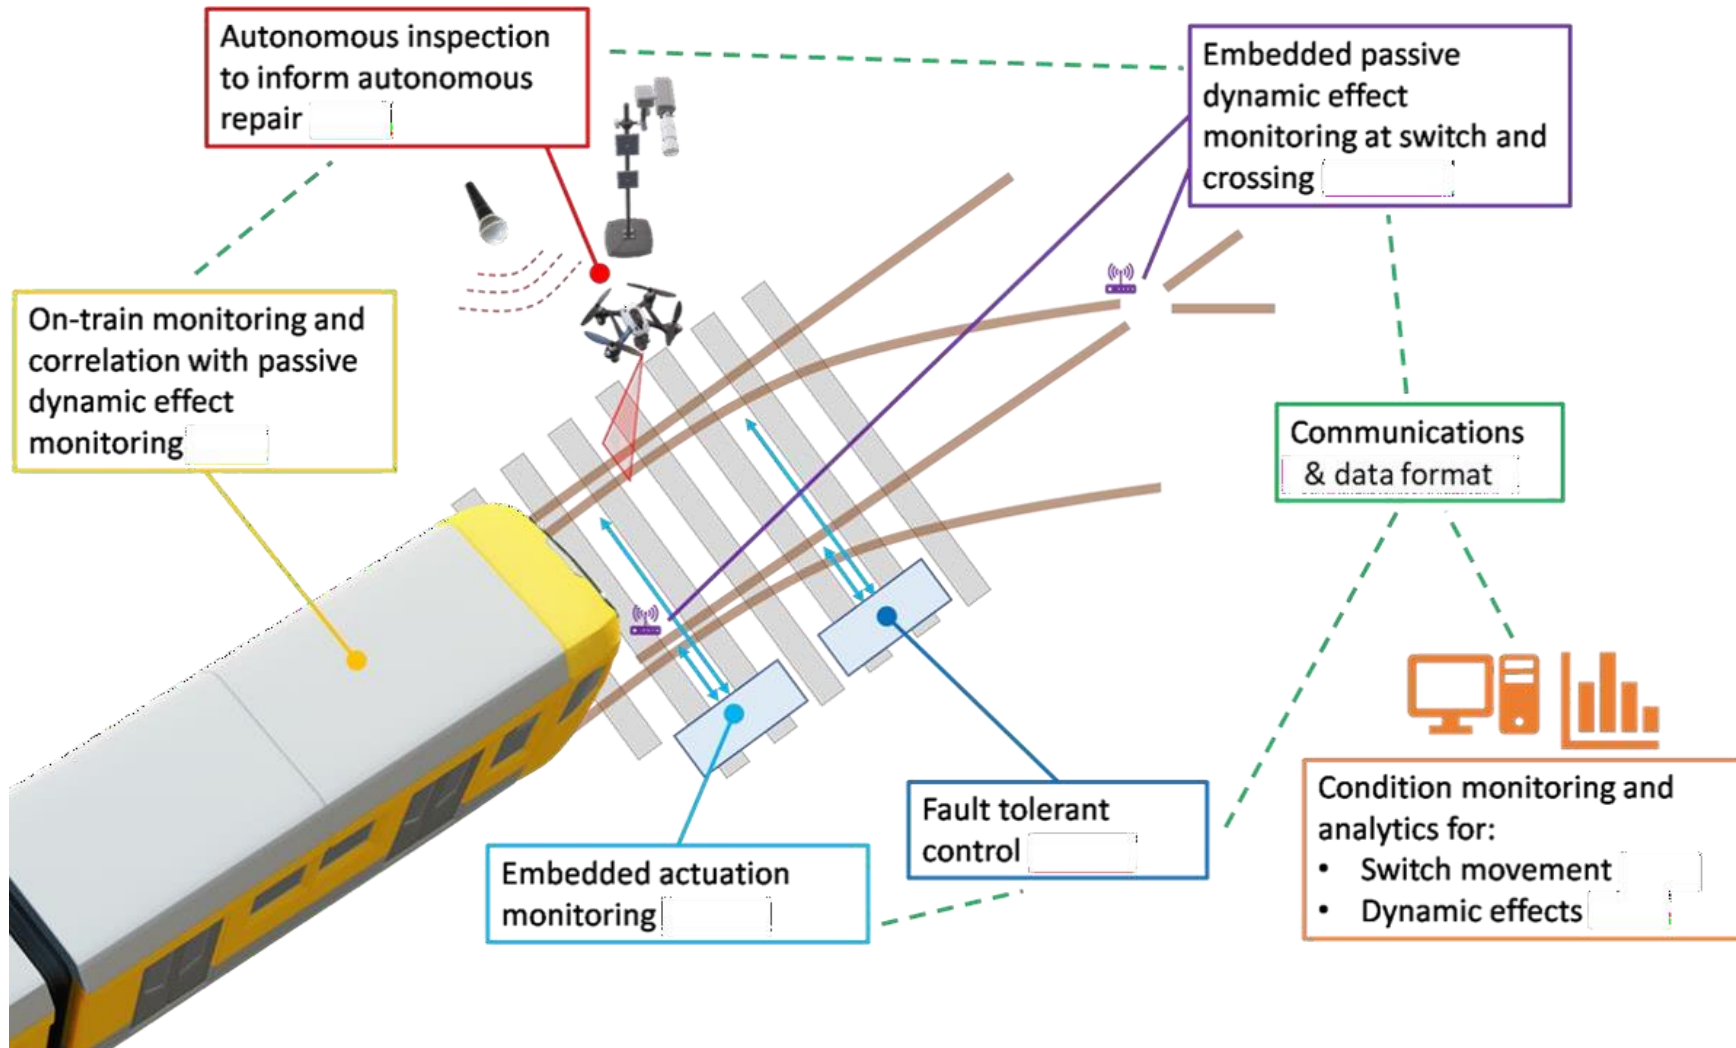 Autonomous inspection
to inform autonomous
repair
Embedded passive
dynamic effect
monitoring at switch and
crossing
On-train monitoring and
correlation with passive
dynamic effect
monitoring
Communications
& data format
Fault tolerant
control
Embedded actuation
monitoring
Condition monitoring and
analytics for:
• Switch movement
• Dynamic effects